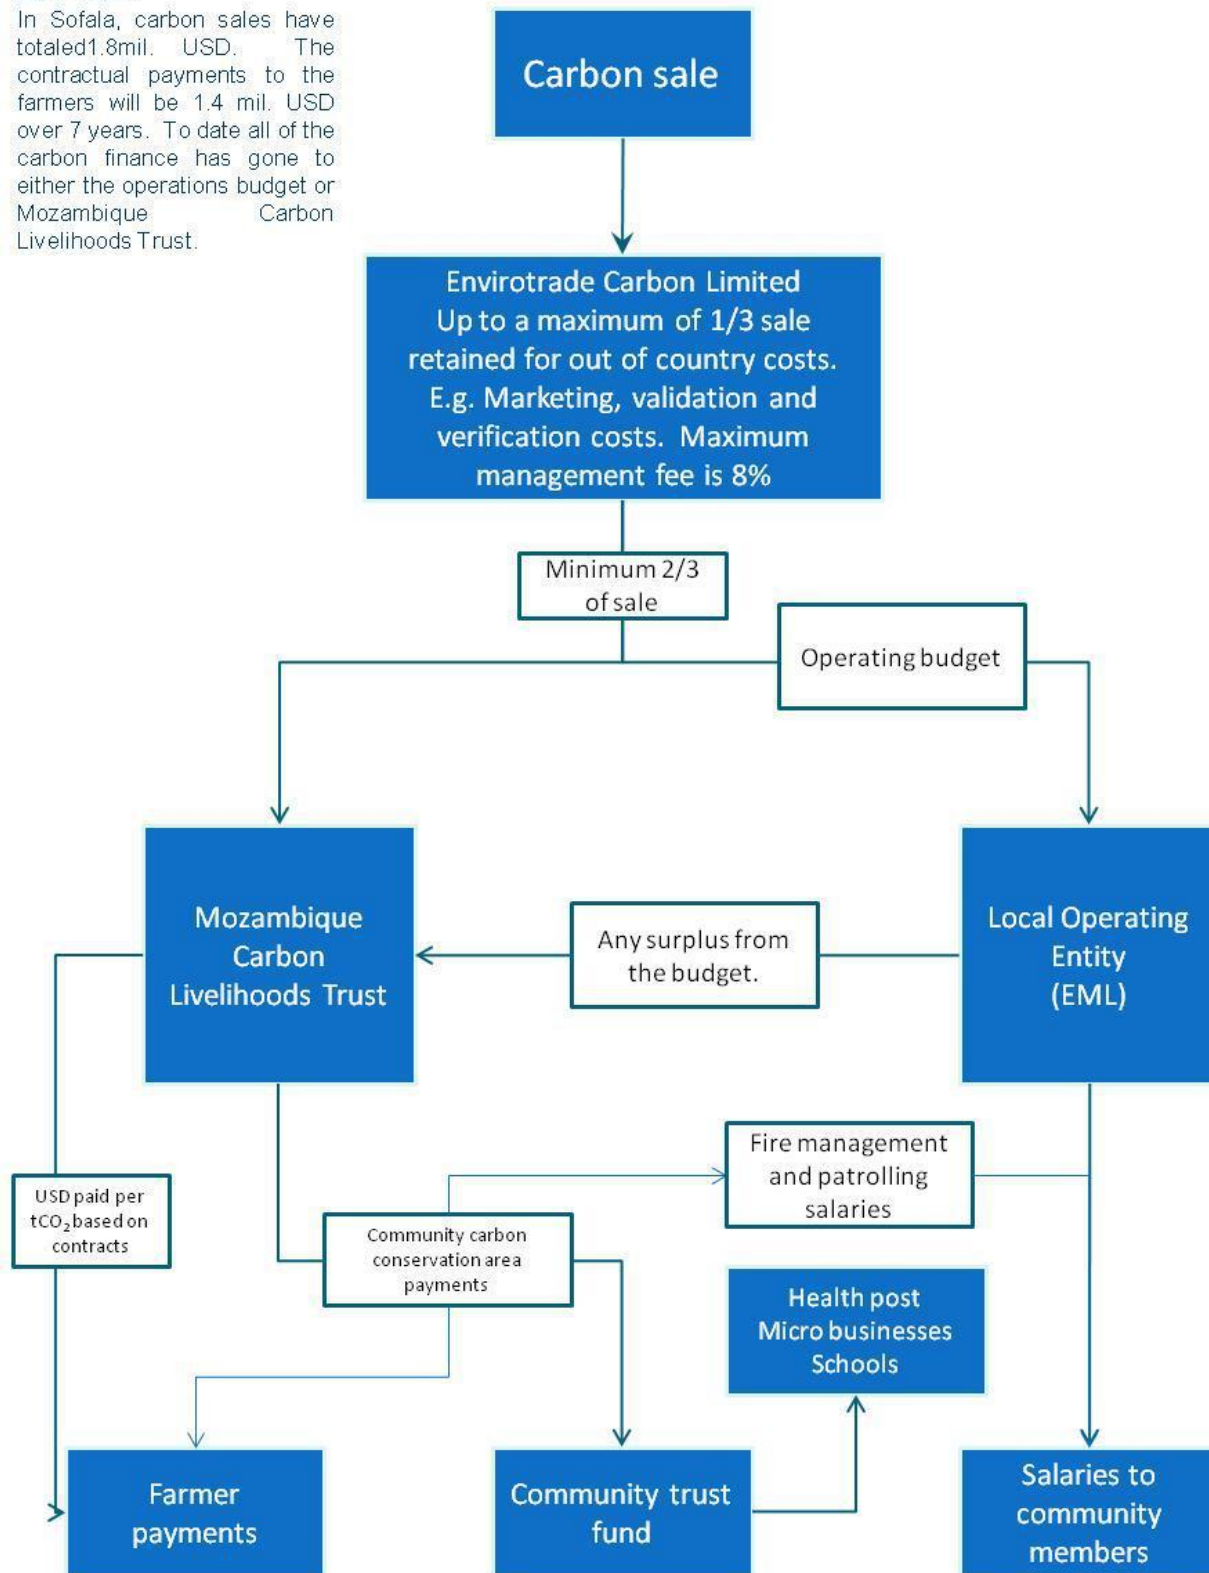 In Sofala, carbon sales have
totaled1.8mil. USD. The
contractual payments to the
farmers will be 1.4 mil. USD
over 7 years. To date all of the
carbon finance has gone to
either the operations budget or
Mozambique Carbon
Livelihoods Trust.
Carbon sale
Envirotrade Carbon Limited
Up to a maximum of 1/3 sale
retained for out of country costs.
E.g. Marketing, validation and
verification costs. Maximum
management fee is 8%
Minimum 2/3
of sale
Operating budget
Mozambique
Carbon
Livelihoods Trust
Any surplus from
the budget.
Local Operating
Entity
(EML)
Fire management
and patrolling
salaries
USD paid per
tCO₂ based on
contracts
Community carbon
conservation area
payments
Health post
Micro businesses
Schools
Farmer
payments
Community trust
fund
Salaries to
community
members